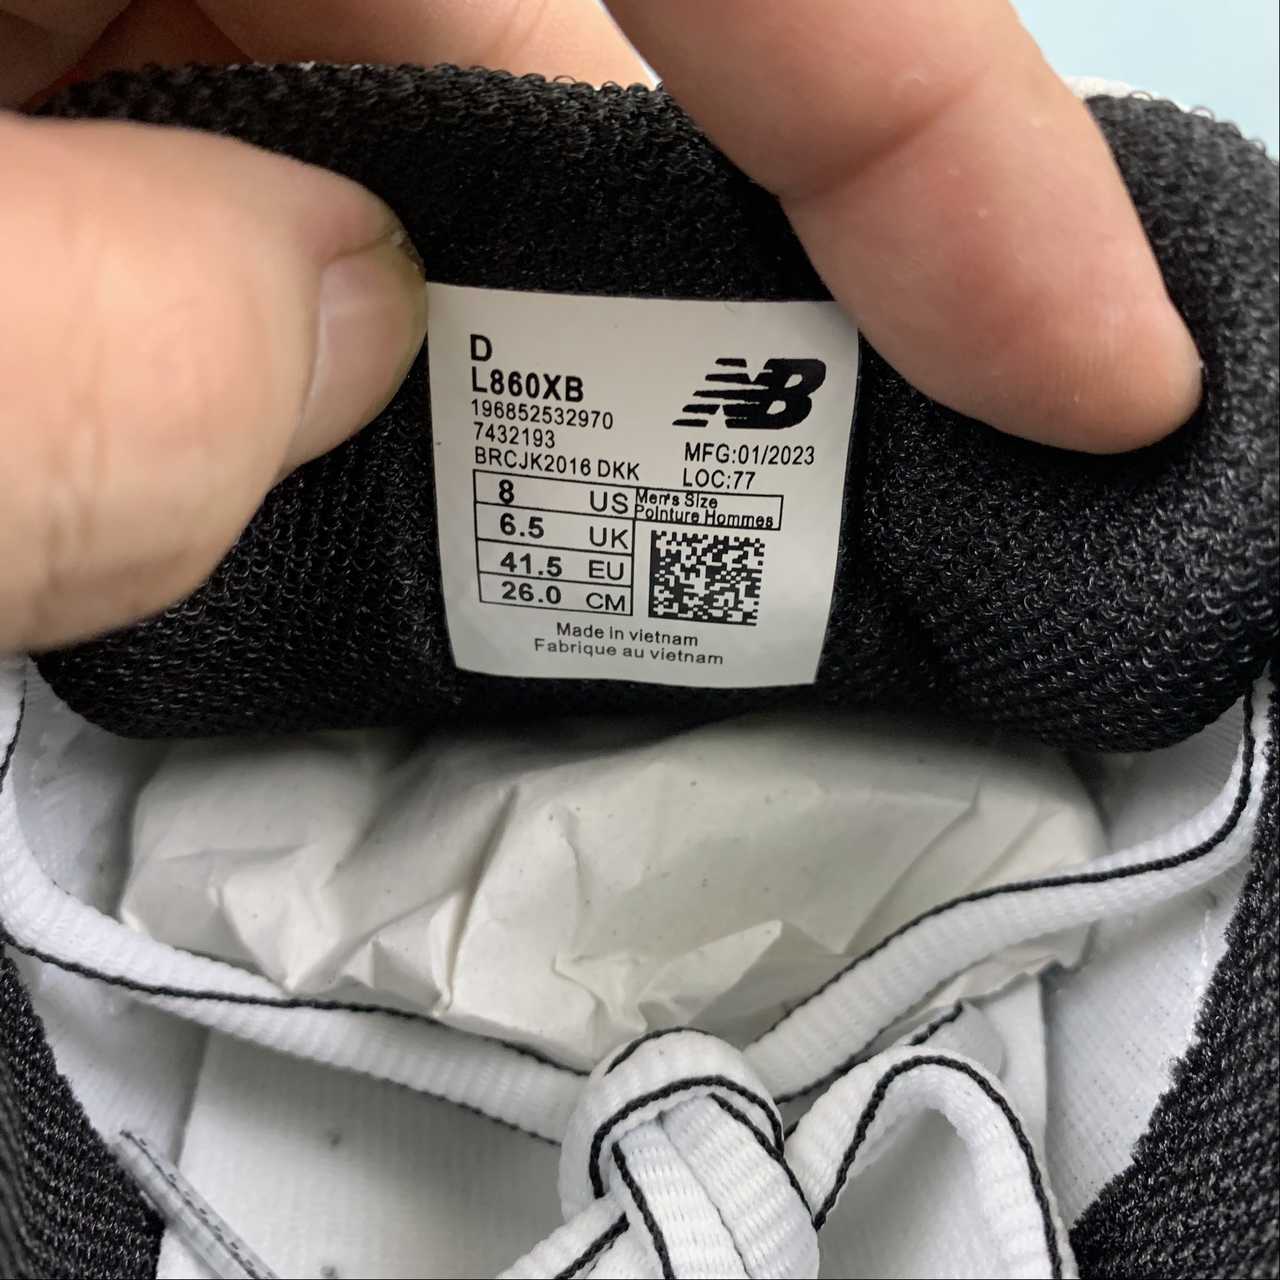 D
L860XB
196852532970
7432193
BRCJK2016 DKK
NB
MFG:01/2023
LOC:77
8 US
Men's Size
Pointure Hommes
6.5 UK
41.5 EU
26.0 CM
Made in vietnam
Fabrique au vietnam